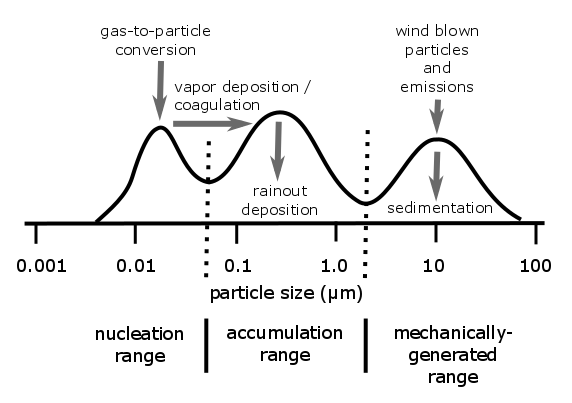 gas-to-particle
conversion
wind blown
particles
and
emissions
vapor deposition /
coagulation
rainout
deposition
sedimentation
0.001
0.01
0.1
1.0
10
100
particle size (µm)
nucleation
range
accumulation
range
mechanically-
generated
range